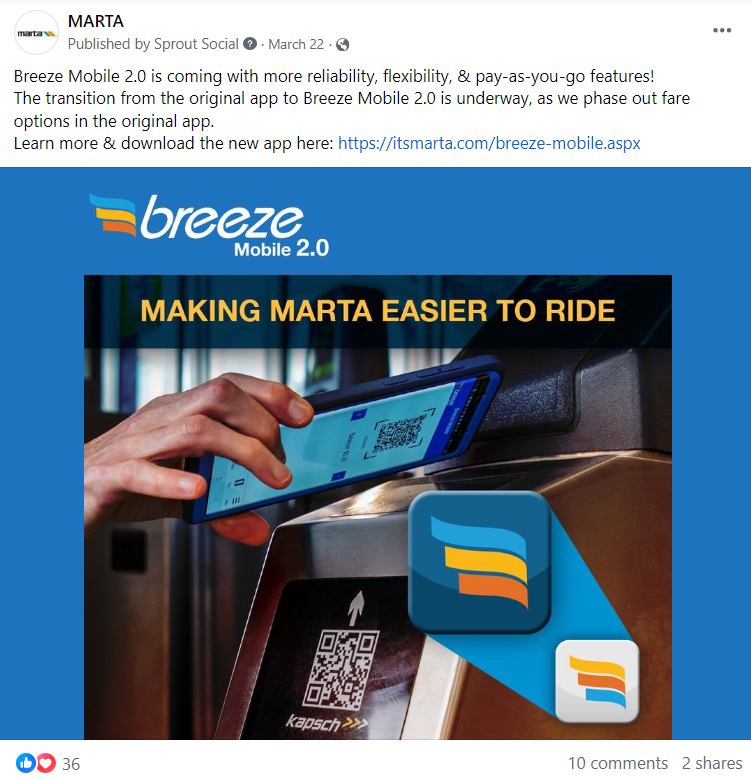 marta
MARTA
Published by Sprout Social · March 22 ·
Breeze Mobile 2.0 is coming with more reliability, flexibility, & pay-as-you-go features!
The transition from the original app to Breeze Mobile 2.0 is underway, as we phase out fare
options in the original app.
Learn more & download the new app here: https://itsmarta.com/breeze-mobile.aspx
breeze
Mobile 2.0
MAKING MARTA EASIER TO RIDE
kapsch >>>
36
10 comments 2 shares